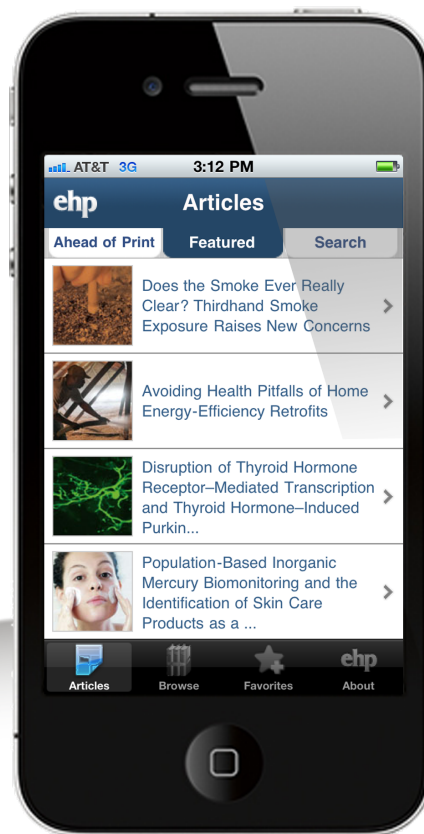 AT&T 3G 3:12 PM
ehp Articles
Ahead of Print Featured Search
Does the Smoke Ever Really
Clear? Thirdhand Smoke
Exposure Raises New Concerns
Avoiding Health Pitfalls of Home
Energy-Efficiency Retrofits
Disruption of Thyroid Hormone
Receptor–Mediated Transcription
and Thyroid Hormone–Induced
Purkin...
Population-Based Inorganic
Mercury Biomonitoring and the
Identification of Skin Care
Products as a ...
ehp
Articles Browse Favorites About